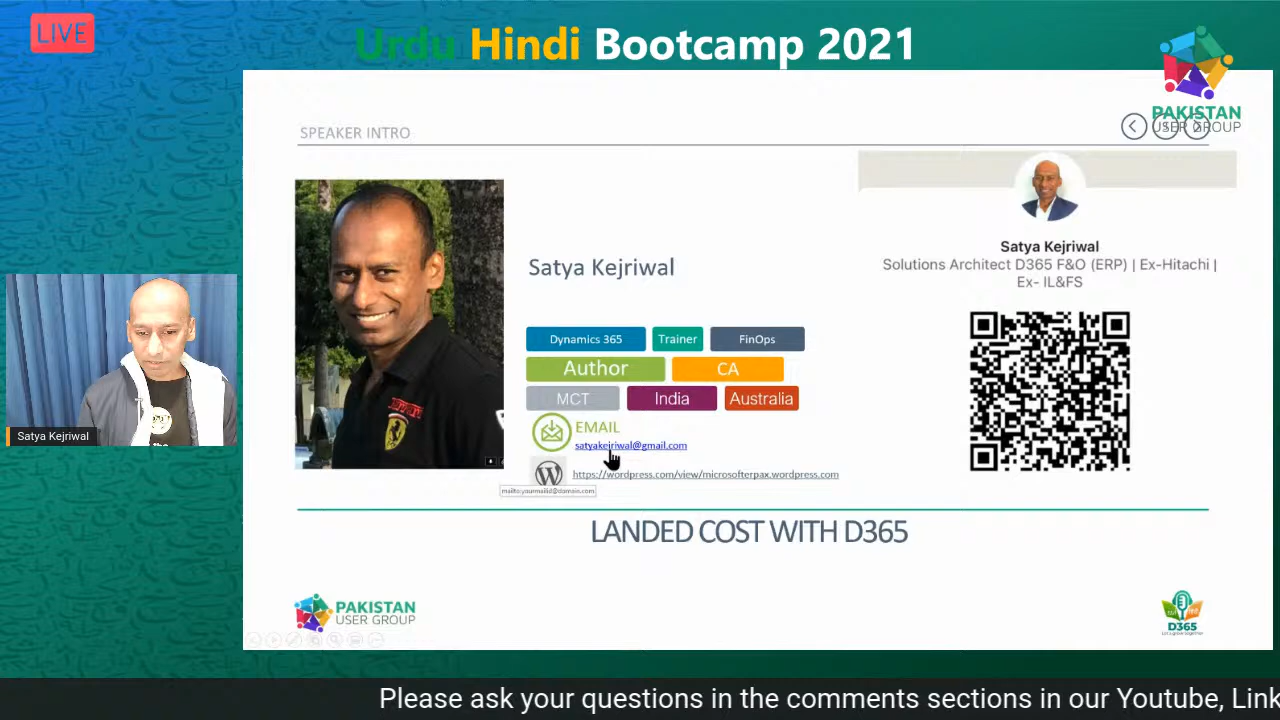 LIVE
Urdu Hindi Bootcamp 2021
PAKISTAN
USER GROUP
SPEAKER INTRO
Satya Kejriwal
Satya Kejriwal
Solutions Architect D365 F&O (ERP) | Ex-Hitachi |
Ex- IL&FS
Dynamics 365 Trainer FinOps
Author CA
MCT India Australia
EMAIL
satyakejriwal@gmail.com
https://wordpress.com/view/microsofterpax.wordpress.com
mailto:yourmailid@domain.com
Satya Kejriwal
LANDED COST WITH D365
PAKISTAN
USER GROUP
D365
Please ask your questions in the comments sections in our Youtube, Link